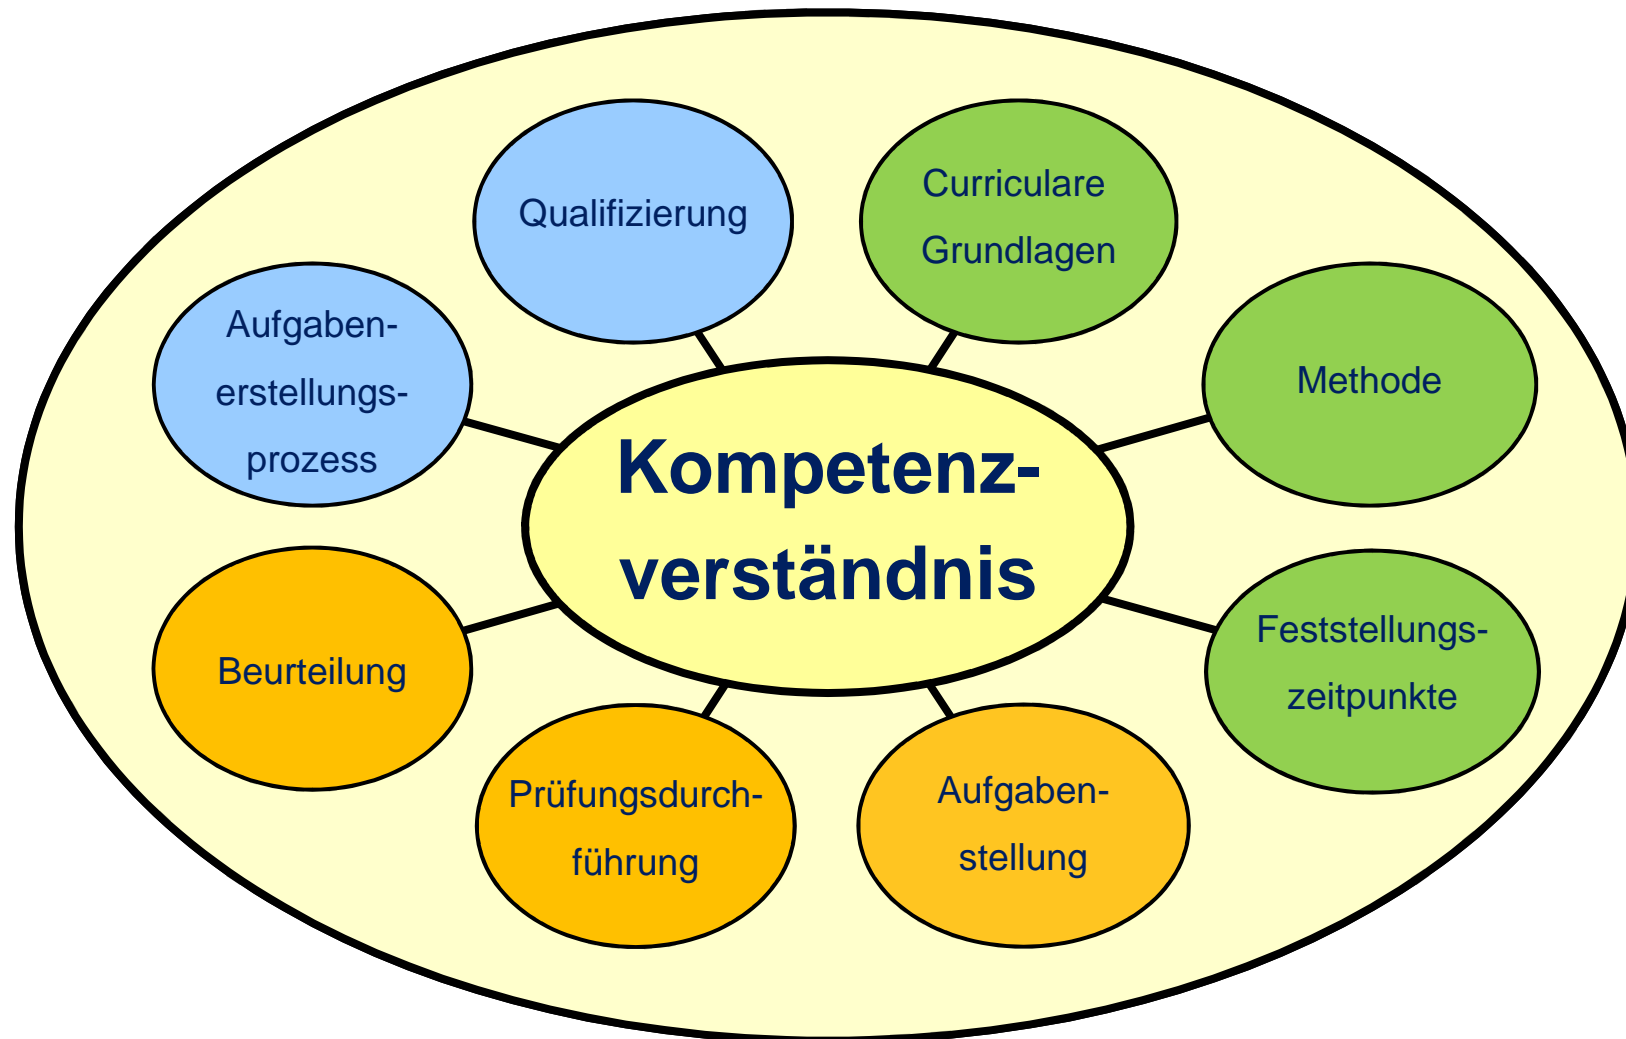 Qualifizierung
Curriculare
Grundlagen
Aufgaben-
erstellungs-
prozess
Methode
Kompetenz-
verständnis
Beurteilung
Feststellungs-
zeitpunkte
Prüfungsdurch-
führung
Aufgaben-
stellung